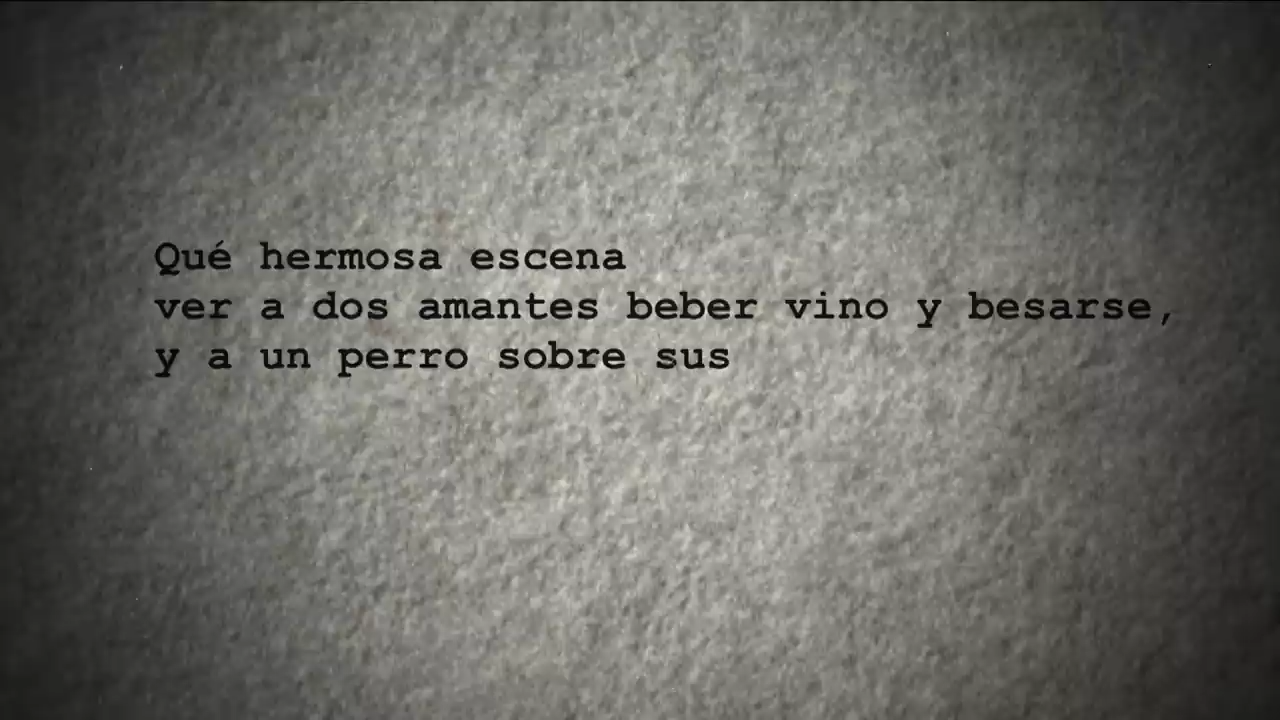 Qué hermosa escena
ver a dos amantes beber vino y besarse,
y a un perro sobre sus